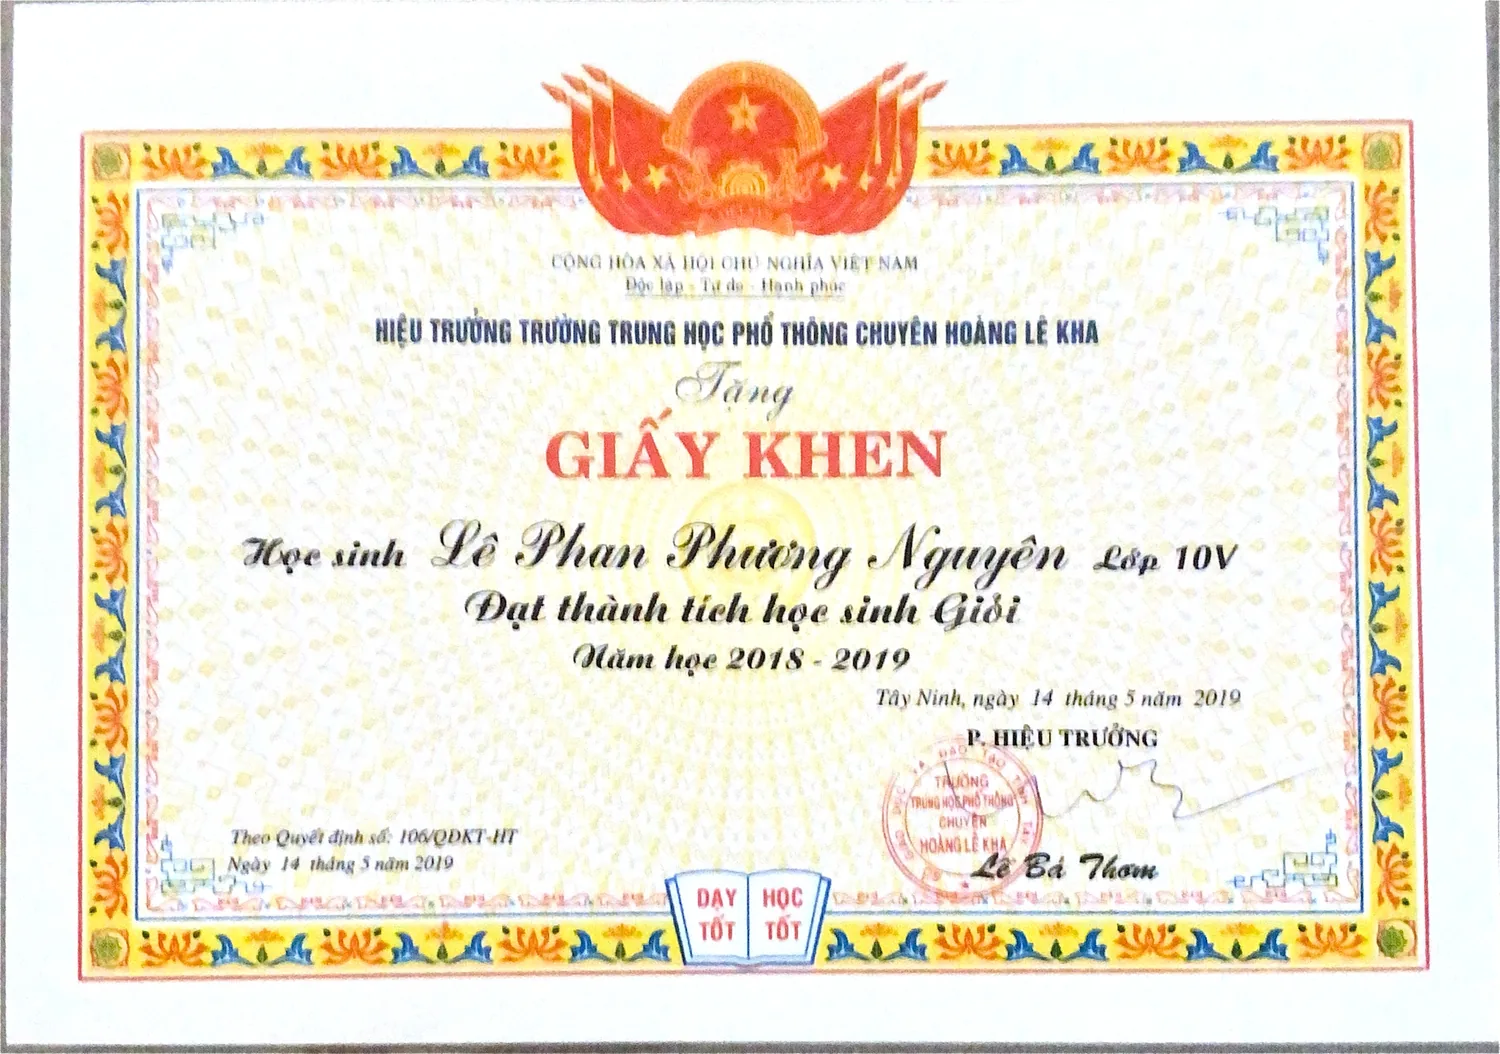 CỘNG HÒA XÃ HỘI CHỦ NGHĨA VIỆT NAM
Độc lập - Tự do - Hạnh phúc
HIỆU TRƯỞNG TRƯỜNG TRUNG HỌC PHỔ THÔNG CHUYÊN HOÀNG LÊ KHA
Tặng
GIẤY KHEN
Học sinh Lê Phan Phương Nguyên Lớp 10V
Đạt thành tích học sinh Giỏi
Năm học 2018 - 2019
Tây Ninh, ngày 14 tháng 5 năm 2019
P. HIỆU TRƯỞNG
TRƯỜNG
TRUNG HỌC PHỔ THÔNG
CHUYÊN
HOÀNG LÊ KHA
Lê Bá Thơm
Theo Quyết định số: 106/QĐKT-HT
Ngày 14 tháng 5 năm 2019
DẠY TỐT
HỌC TỐT